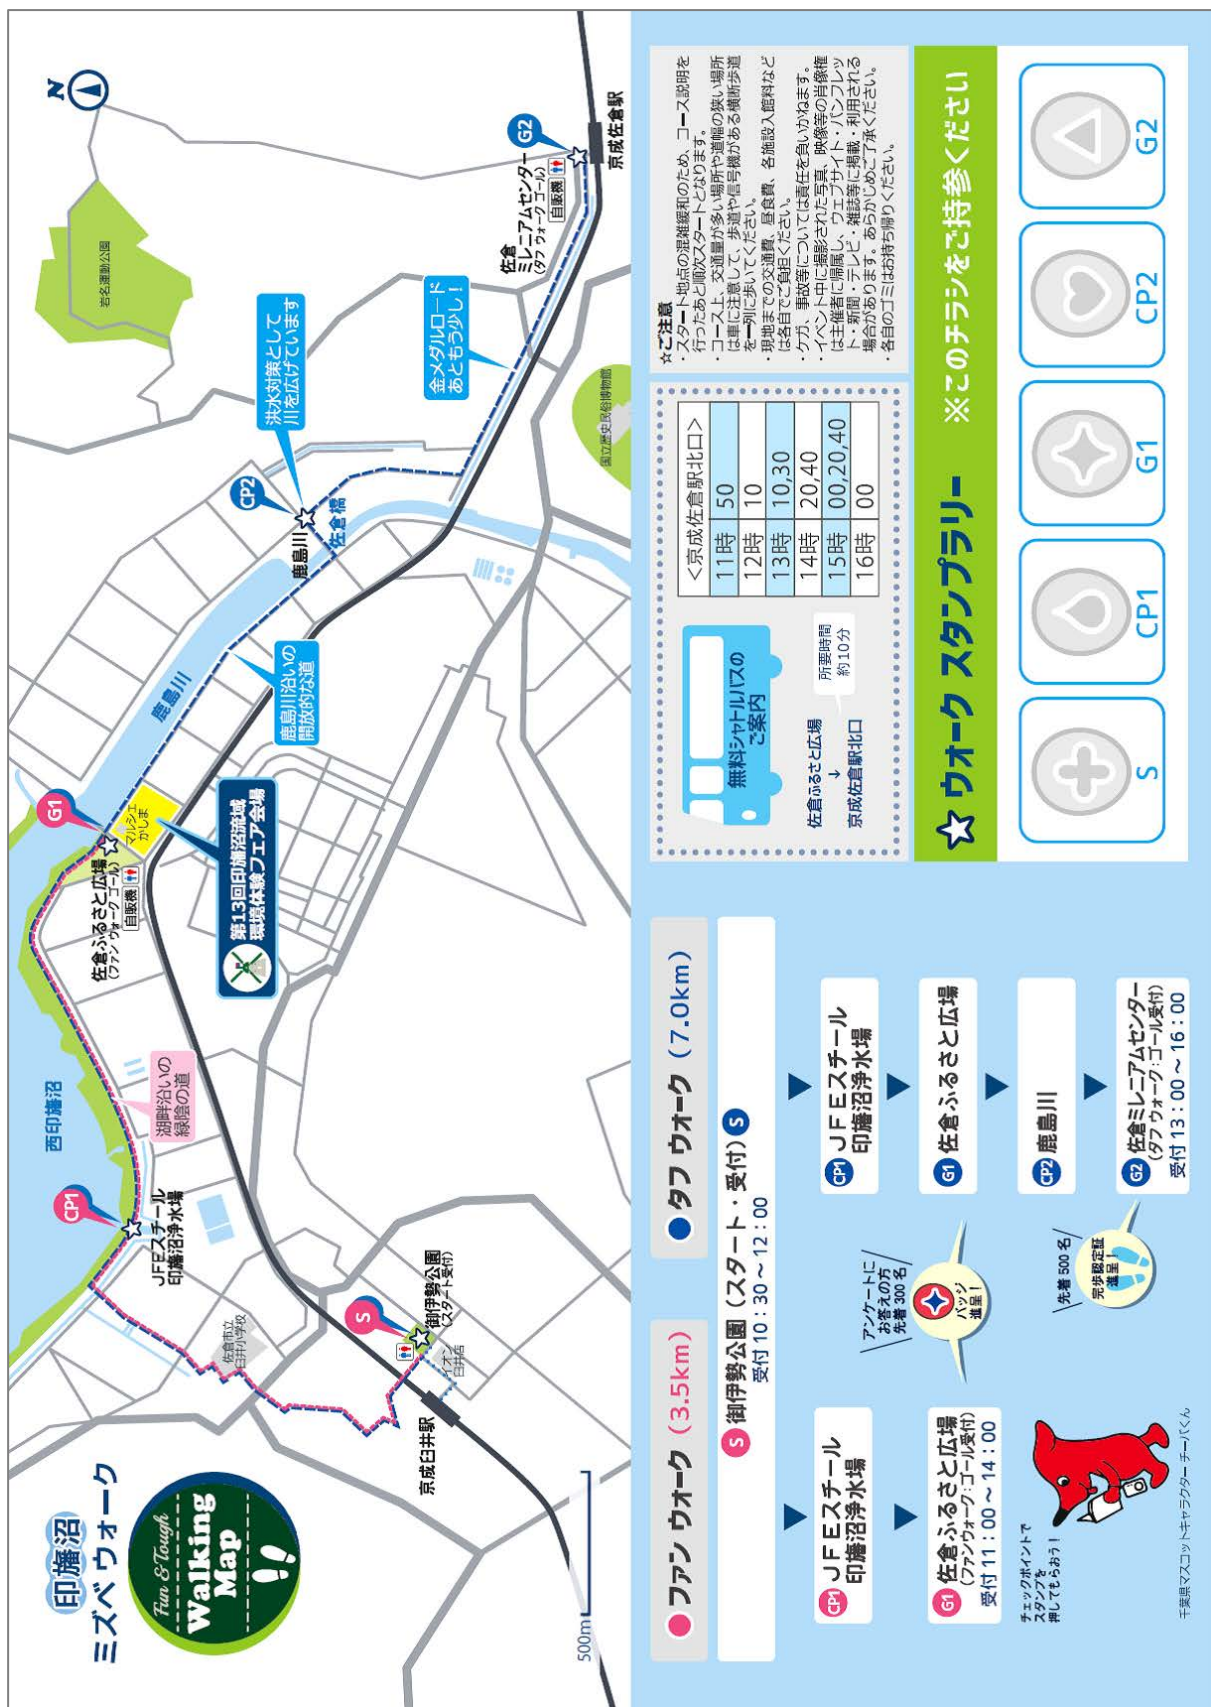 印旛沼
ミズベウォーク
Fun & Tough
Walking
Map
N
500m
西印旛沼
鹿島川
岩名運動公園
国立歴史民俗博物館
S
御伊勢公園
(スタート受付)
イオン
臼井店
京成臼井駅
佐倉市立
臼井小学校
CP1
JFEスチール
印旛沼浄水場
湖畔沿いの
緑陰の道
G1
佐倉ふるさと広場
(ファン ウォーク ゴール)
自販機
マルシェ
かしま
第13回印旛沼流域
環境体験フェア会場
鹿島川沿いの
開放的な道
CP2
鹿島川
佐倉橋
洪水対策として
川を広げています
金メダルロード
あともう少し!
G2
佐倉
ミレニアムセンター
(タフ ウォーク ゴール)
自販機
京成佐倉駅
ファン ウォーク(3.5km)
タフ ウォーク(7.0km)
S 御伊勢公園(スタート・受付) S
受付10:30~12:00
CP1 JFEスチール
印旛沼浄水場
G1 佐倉ふるさと広場
(ファンウォーク:ゴール受付)
受付11:00~14:00
CP1 JFEスチール
印旛沼浄水場
G1 佐倉ふるさと広場
CP2 鹿島川
G2 佐倉ミレニアムセンター
(タフ ウォーク:ゴール受付)
受付13:00~16:00
アンケートに
お答えの方
先着300名
バッジ
進呈!
先着500名
完歩認定証
進呈!
チェックポイントで
スタンプを
押してもらおう!
千葉県マスコットキャラクター チーバくん
無料シャトルバスの
ご案内
佐倉ふるさと広場
↓
京成佐倉駅北口
所要時間
約10分
<京成佐倉駅北口>
11時 50
12時 10
13時 10,30
14時 20,40
15時 00,20,40
16時 00
☆ご注意
・スタート地点の混雑緩和のため、コース説明を
行ったあと順次スタートとなります。
・コース上、交通量が多い場所や道幅の狭い場所
は車に注意して、歩道や信号機がある横断歩道
を一列に歩いてください。
・現地までの交通費、昼食費、各施設入館料など
は各自でご負担ください。
・ケガ、事故等については責任を負いかねます。
・イベント中に撮影された写真、映像等の肖像権
は主催者に帰属し、ウェブサイト・パンフレッ
ト・新聞・テレビ・雑誌等に掲載・利用される
場合があります。あらかじめご了承ください。
・各自のゴミはお持ち帰りください。
☆ウォーク スタンプラリー ※このチラシをご持参ください
S
CP1
G1
CP2
G2